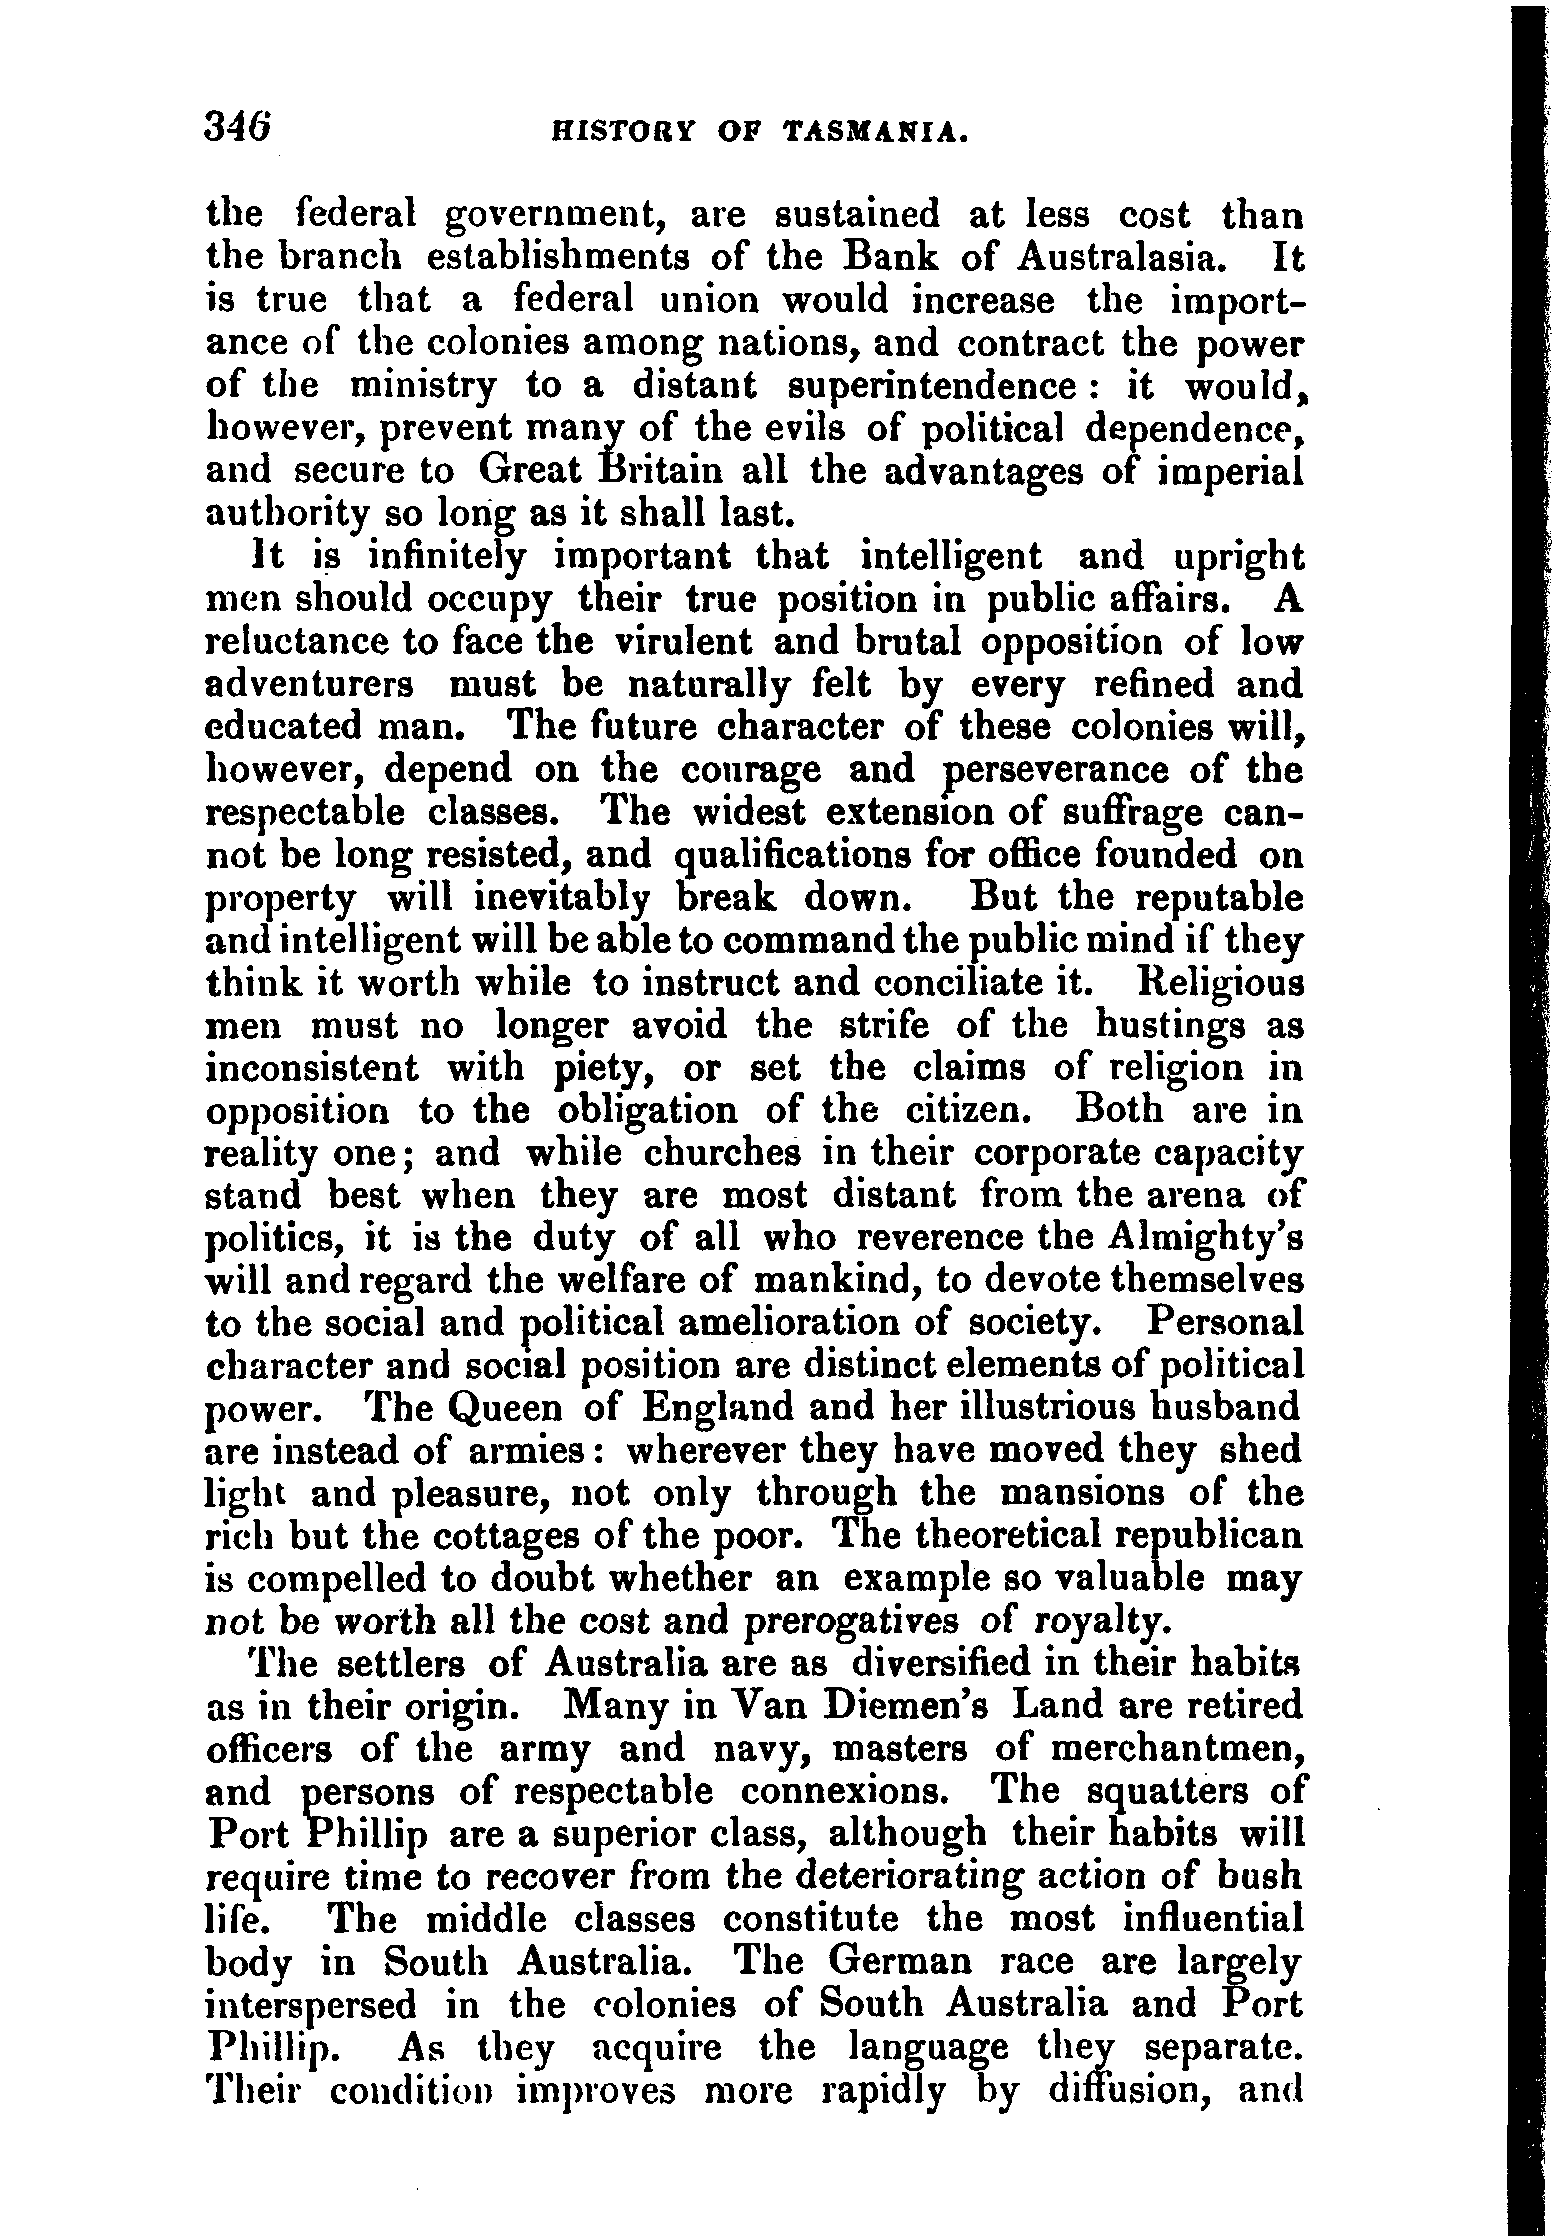 346 HISTORY OF TASMANIA.
the federal government, are sustained at less cost than
the branch establishments of the Bank of Australasia. It
is true that a federal union would increase the import-
ance of the colonies among nations, and contract the power
of the ministry to a distant superintendence : it would,
however, prevent many of the evils of political dependence,
and secure to Great Britain all the advantages of imperial
authority so long as it shall last.
It is infinitely important that intelligent and upright
men should occupy their true position in public affairs. A
reluctance to face the virulent and brutal opposition of low
adventurers must be naturally felt by every refined and
educated man. The future character of these colonies will,
however, depend on the courage and perseverance of the
respectable classes. The widest extension of suffrage can-
not be long resisted, and qualifications for office founded on
property will inevitably break down. But the reputable
and intelligent will be able to command the public mind if they
think it worth while to instruct and conciliate it. Religious
men must no longer avoid the strife of the hustings as
inconsistent with piety, or set the claims of religion in
opposition to the obligation of the citizen. Both are in
reality one; and while churches in their corporate capacity
stand best when they are most distant from the arena of
politics, it is the duty of all who reverence the Almighty's
will and regard the welfare of mankind, to devote themselves
to the social and political amelioration of society. Personal
character and social position are distinct elements of political
power. The Queen of England and her illustrious husband
are instead of armies : wherever they have moved they shed
light and pleasure, not only through the mansions of the
rich but the cottages of the poor. The theoretical republican
is compelled to doubt whether an example so valuable may
not be worth all the cost and prerogatives of royalty.
The settlers of Australia are as diversified in their habits
as in their origin. Many in Van Diemen's Land are retired
officers of the army and navy, masters of merchantmen,
and persons of respectable connexions. The squatters of
Port Phillip are a superior class, although their habits will
require time to recover from the deteriorating action of bush
life. The middle classes constitute the most influential
body in South Australia. The German race are largely
interspersed in the colonies of South Australia and Port
Phillip. As they acquire the language they separate.
Their condition improves more rapidly by diffusion, and